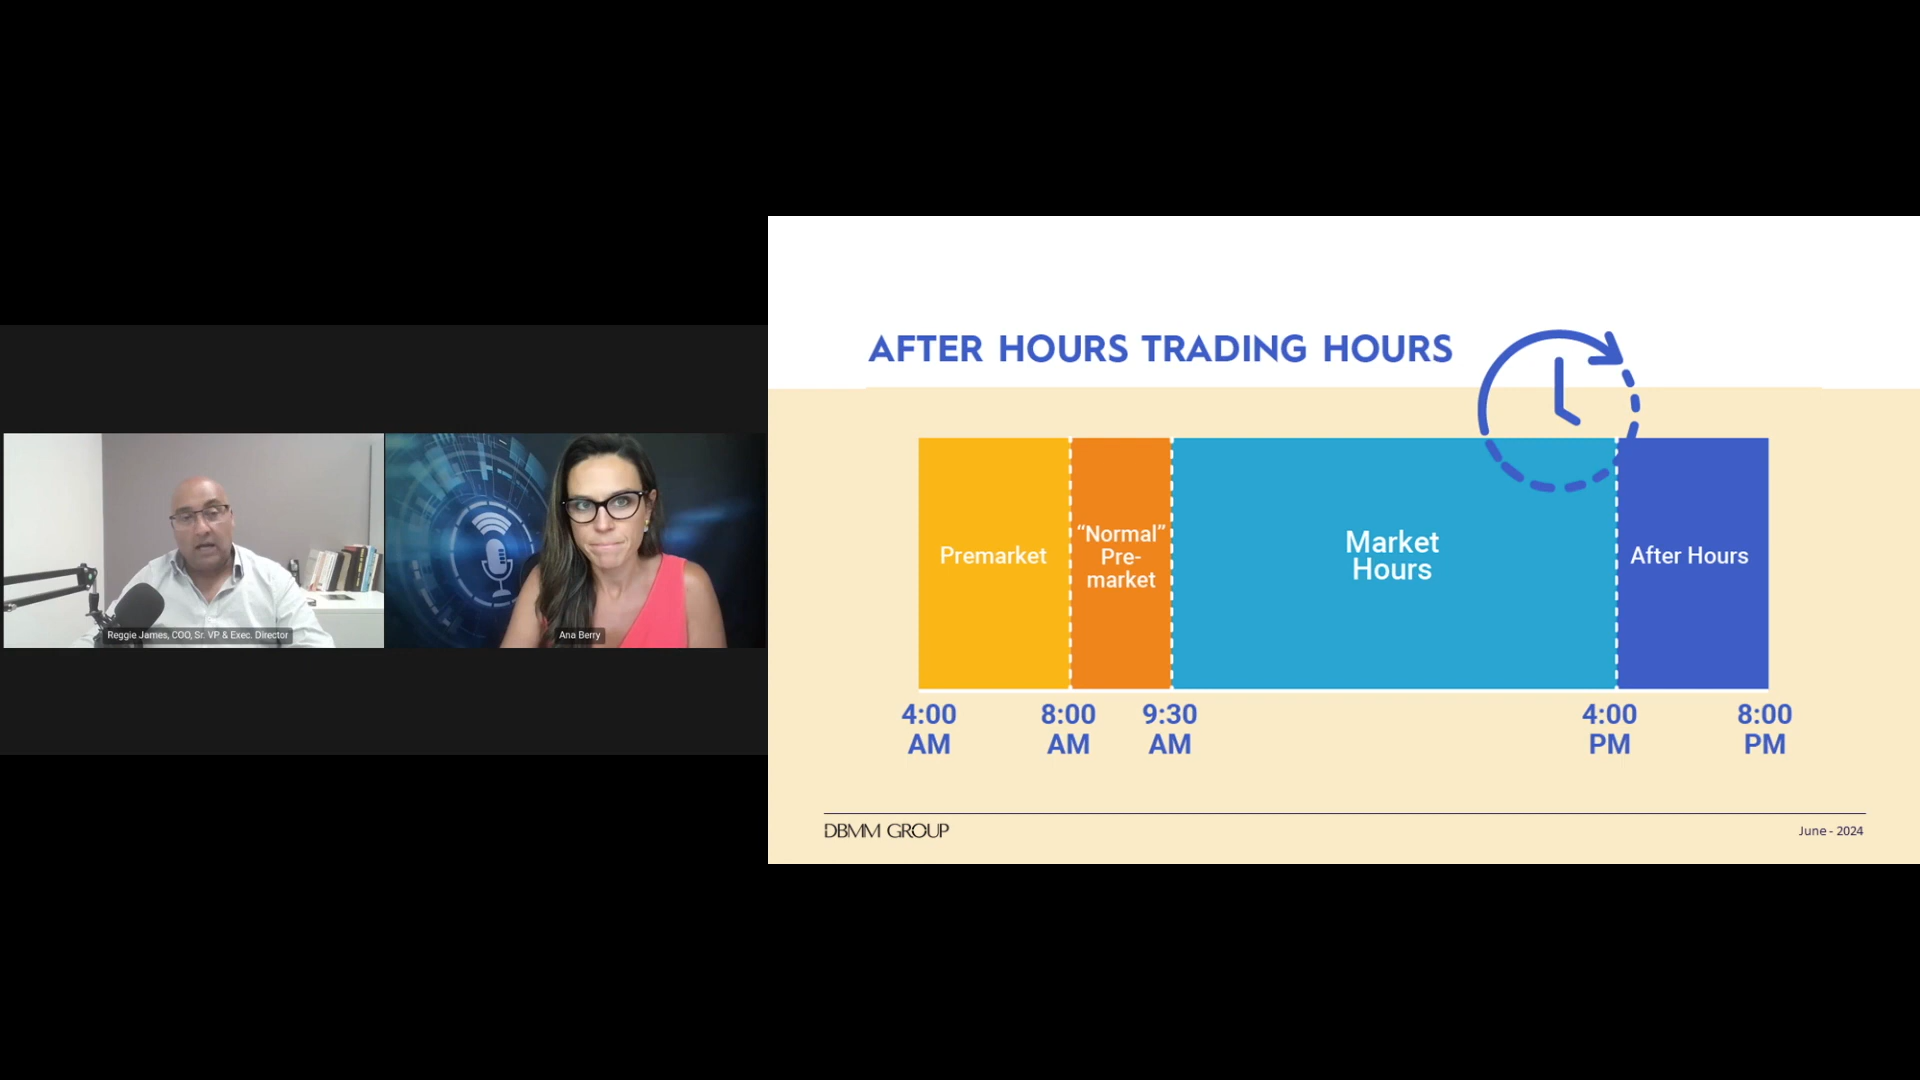 Reggie James, COO, Sr. VP & Exec. Director
Ana Berry
AFTER HOURS TRADING HOURS
Premarket
“Normal”
Pre-
market
Market
Hours
After Hours
4:00
AM
8:00
AM
9:30
AM
4:00
PM
8:00
PM
DBMM GROUP
June - 2024